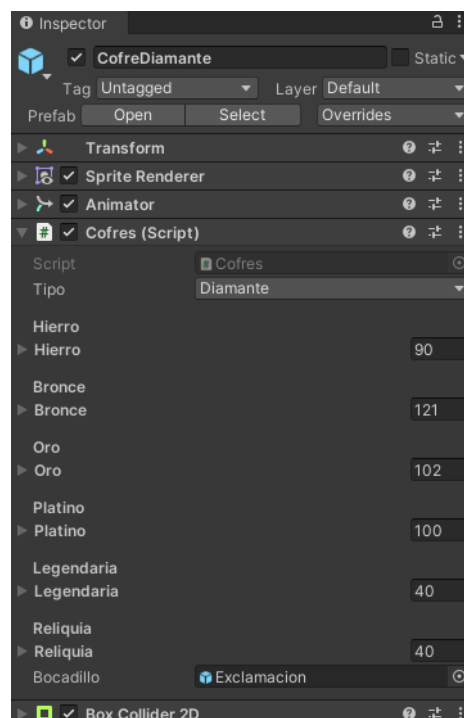 Inspector
CofreDiamante Static
Tag Untagged Layer Default
Prefab Open Select Overrides
Transform
Sprite Renderer
Animator
# Cofres (Script)
Script # Cofres
Tipo Diamante
Hierro
Hierro 90
Bronce
Bronce 121
Oro
Oro 102
Platino
Platino 100
Legendaria
Legendaria 40
Reliquia
Reliquia 40
Bocadillo Exclamacion
Box Collider 2D